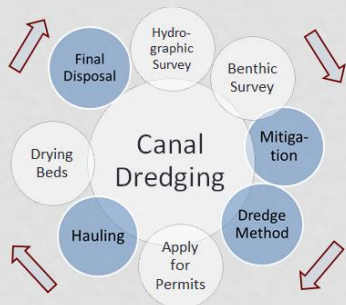 Hydro-
graphic
Survey
Benthic
Survey
Mitiga-
tion
Dredge
Method
Apply
for
Permits
Hauling
Drying
Beds
Final
Disposal
Canal
Dredging